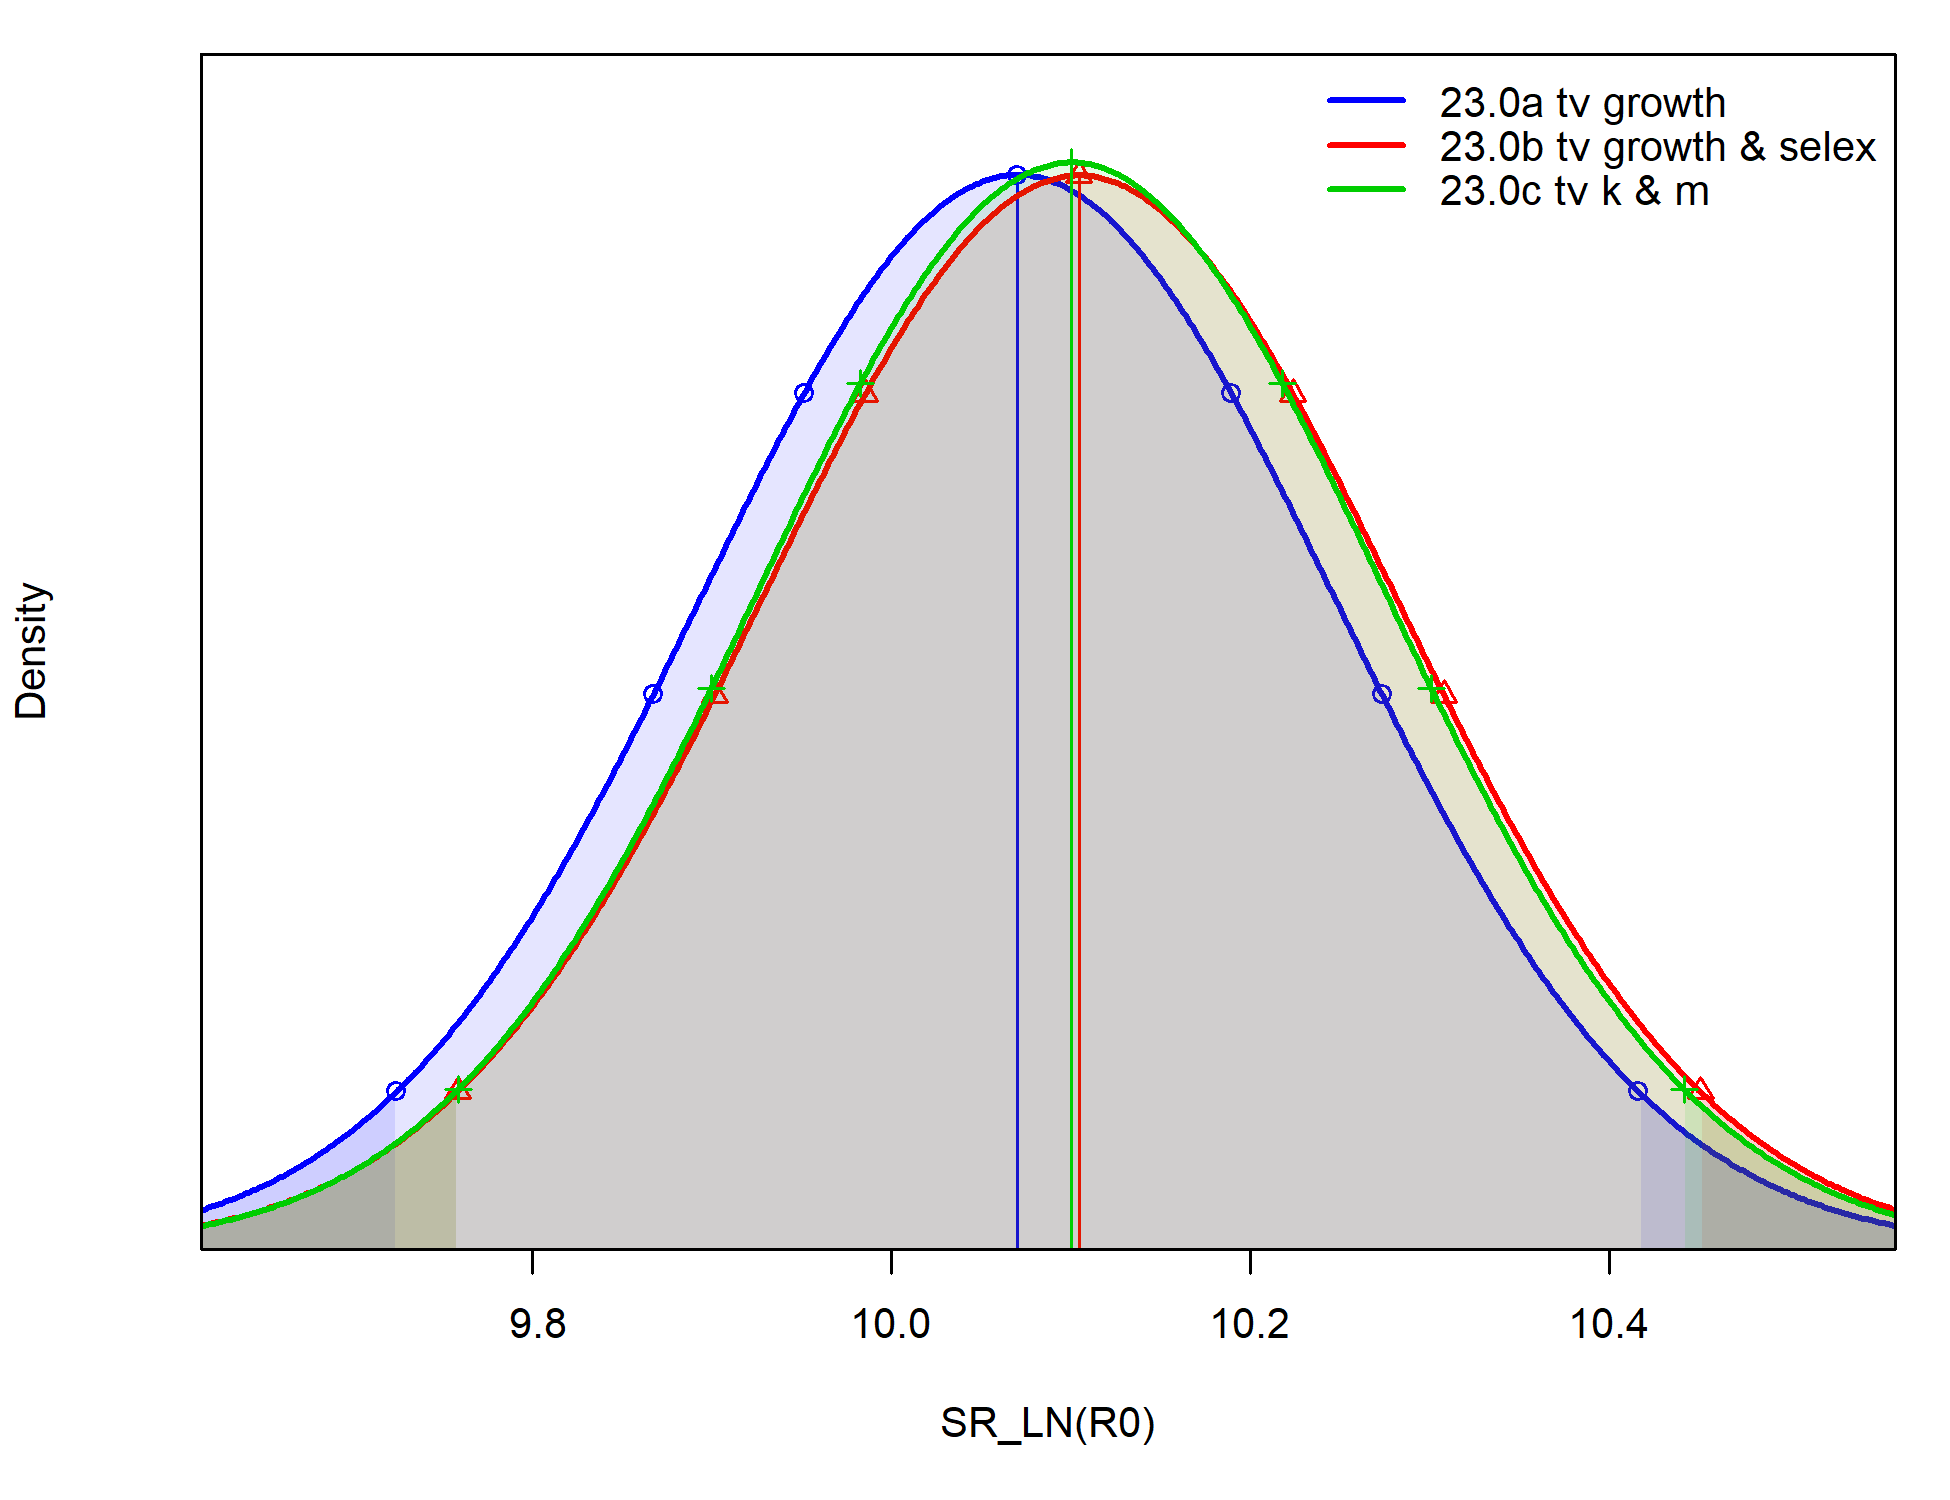 23.0a tv growth
23.0b tv growth & selex
23.0c tv k & m
Density
9.8 10.0 10.2 10.4
SR_LN(R0)